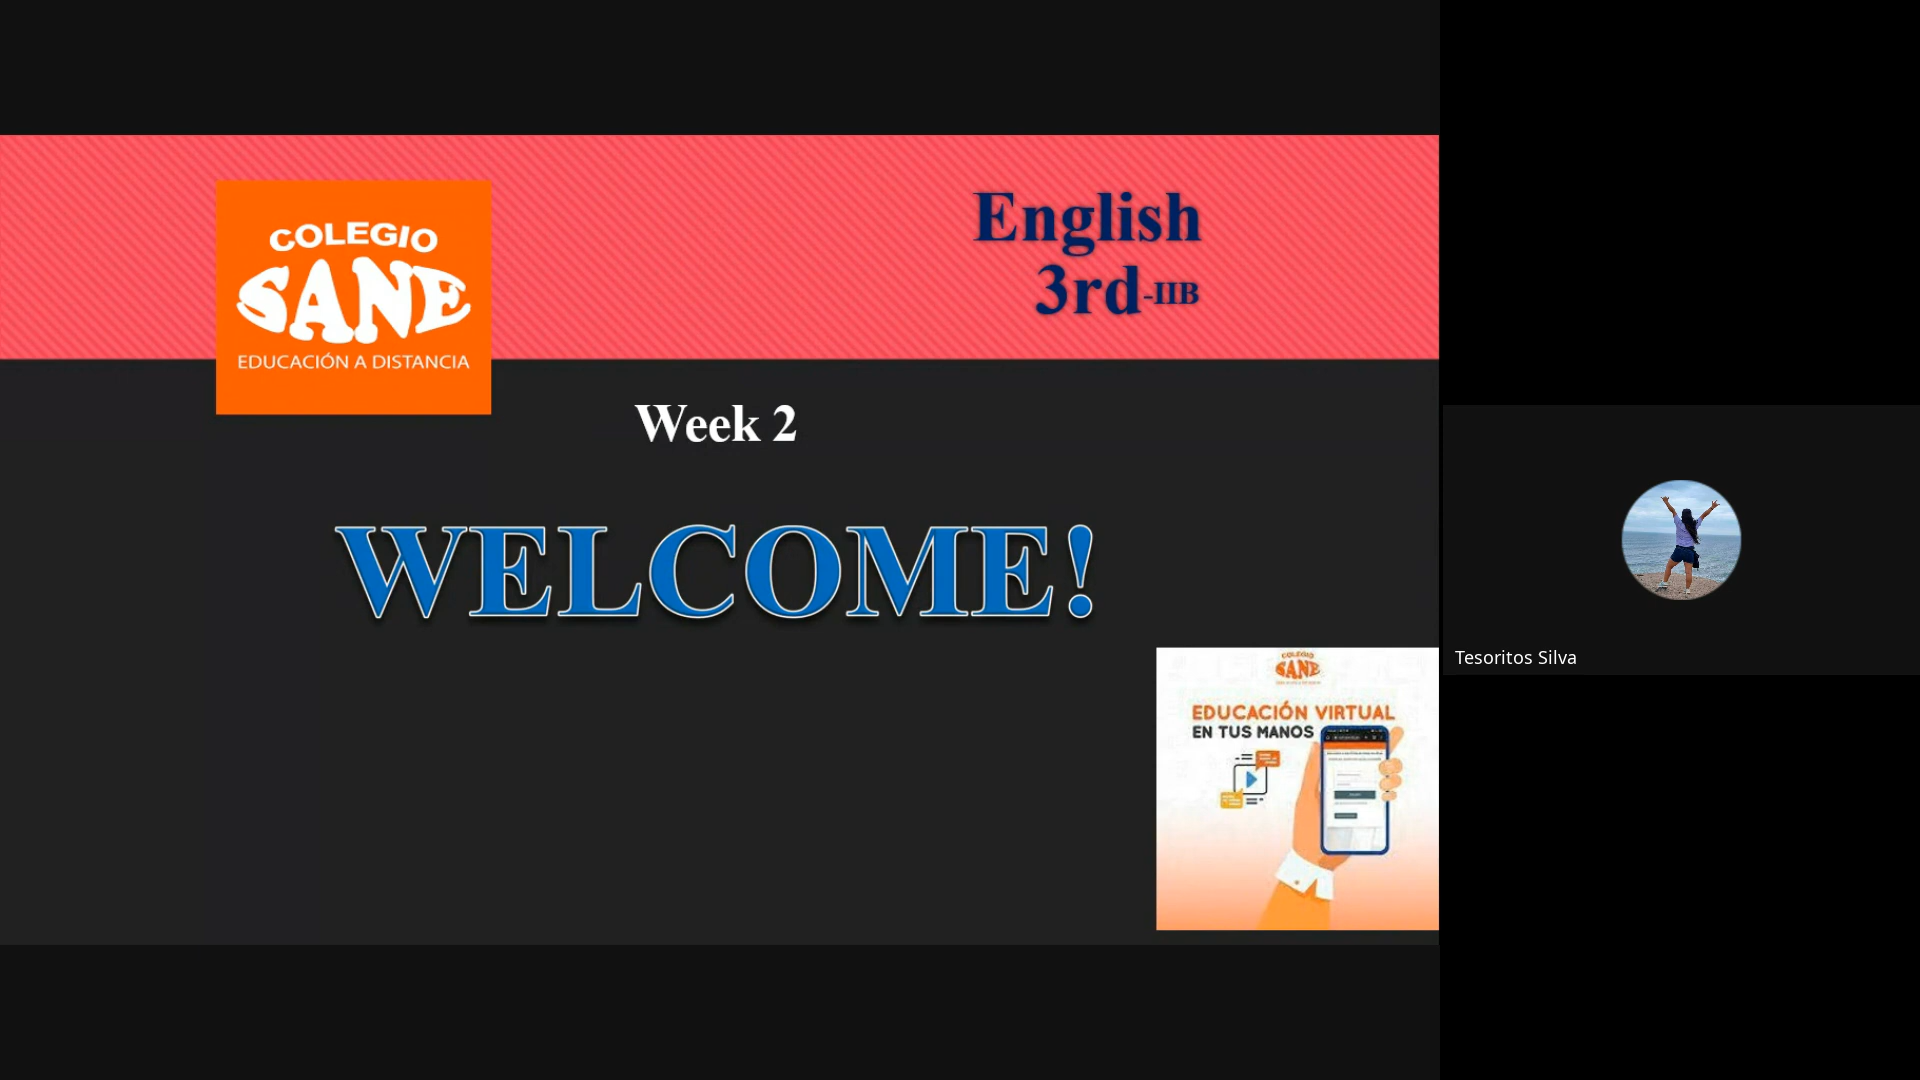 COLEGIO
SANE
EDUCACIÓN A DISTANCIA
English
3rd-IIB
Week 2
WELCOME!
COLEGIO
SANE
EDUCACIÓN VIRTUAL
EN TUS MANOS
Tesoritos Silva